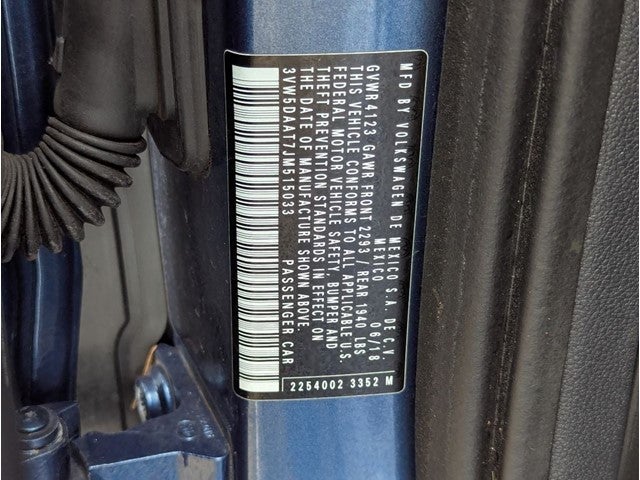 MFD BY VOLKSWAGEN DE MEXICO S.A. DE C.V.
MEXICO 06/18
GVWR 4123 GAWR FRONT 2293 / REAR 1940 LBS
THIS VEHICLE CONFORMS TO ALL APPLICABLE U.S.
FEDERAL MOTOR VEHICLE SAFETY, BUMPER AND
THEFT PREVENTION STANDARDS IN EFFECT ON
THE DATE OF MANUFACTURE SHOWN ABOVE.
3VW5DAAT7JM515033 PASSENGER CAR
2254002 3352 M